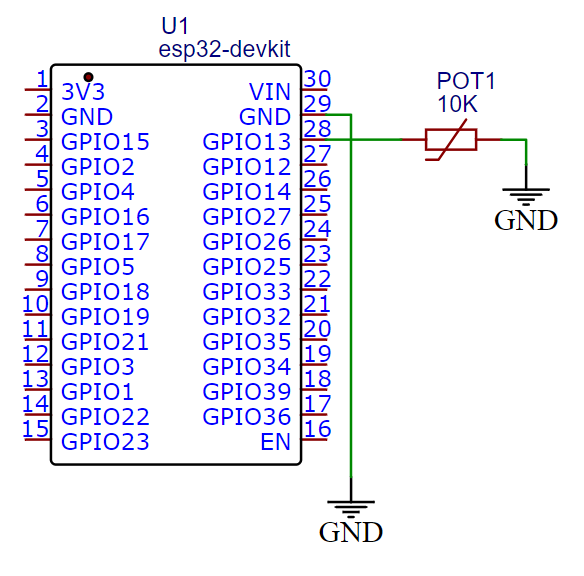 U1
esp32-devkit
1 3V3 VIN 30
2 GND GND 29
3 GPIO15 GPIO13 28
4 GPIO2 GPIO12 27
5 GPIO4 GPIO14 26
6 GPIO16 GPIO27 25
7 GPIO17 GPIO26 24
8 GPIO5 GPIO25 23
9 GPIO18 GPIO33 22
10 GPIO19 GPIO32 21
11 GPIO21 GPIO35 20
12 GPIO3 GPIO34 19
13 GPIO1 GPIO39 18
14 GPIO22 GPIO36 17
15 GPIO23 EN 16
POT1
10K
GND
GND